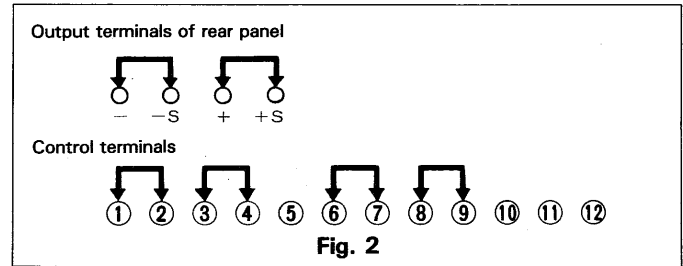 Output terminals of rear panel
− −S + +S
Control terminals
① ② ③ ④ ⑤ ⑥ ⑦ ⑧ ⑨ ⑩ ⑪ ⑫
Fig. 2